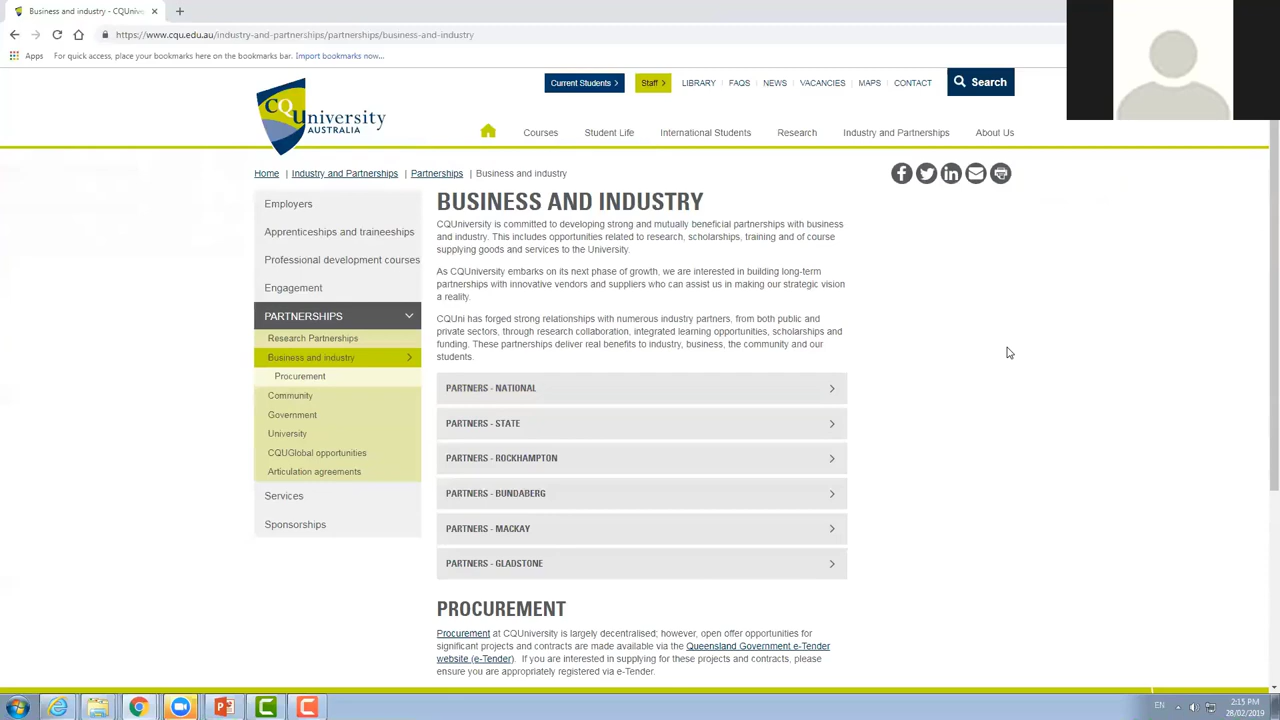 Business and industry - CQUnivers
https://www.cqu.edu.au/industry-and-partnerships/partnerships/business-and-industry
Apps
For quick access, place your bookmarks here on the bookmarks bar. Import bookmarks now...
Current Students
Staff
LIBRARY
FAQS
NEWS
VACANCIES
MAPS
CONTACT
Search
CQUniversity
AUSTRALIA
Courses
Student Life
International Students
Research
Industry and Partnerships
About Us
Home | Industry and Partnerships | Partnerships | Business and industry
Employers
Apprenticeships and traineeships
Professional development courses
Engagement
PARTNERSHIPS
Research Partnerships
Business and industry
Procurement
Community
Government
University
CQUGlobal opportunities
Articulation agreements
Services
Sponsorships
BUSINESS AND INDUSTRY
CQUniversity is committed to developing strong and mutually beneficial partnerships with business
and industry. This includes opportunities related to research, scholarships, training and of course
supplying goods and services to the University.
As CQUniversity embarks on its next phase of growth, we are interested in building long-term
partnerships with innovative vendors and suppliers who can assist us in making our strategic vision
a reality.
CQUni has forged strong relationships with numerous industry partners, from both public and
private sectors, through research collaboration, integrated learning opportunities, scholarships and
funding. These partnerships deliver real benefits to industry, business, the community and our
students.
PARTNERS - NATIONAL
PARTNERS - STATE
PARTNERS - ROCKHAMPTON
PARTNERS - BUNDABERG
PARTNERS - MACKAY
PARTNERS - GLADSTONE
PROCUREMENT
Procurement at CQUniversity is largely decentralised; however, open offer opportunities for
significant projects and contracts are made available via the Queensland Government e-Tender
website (e-Tender). If you are interested in supplying for these projects and contracts, please
ensure you are appropriately registered via e-Tender.
EN
2:15 PM
28/02/2019